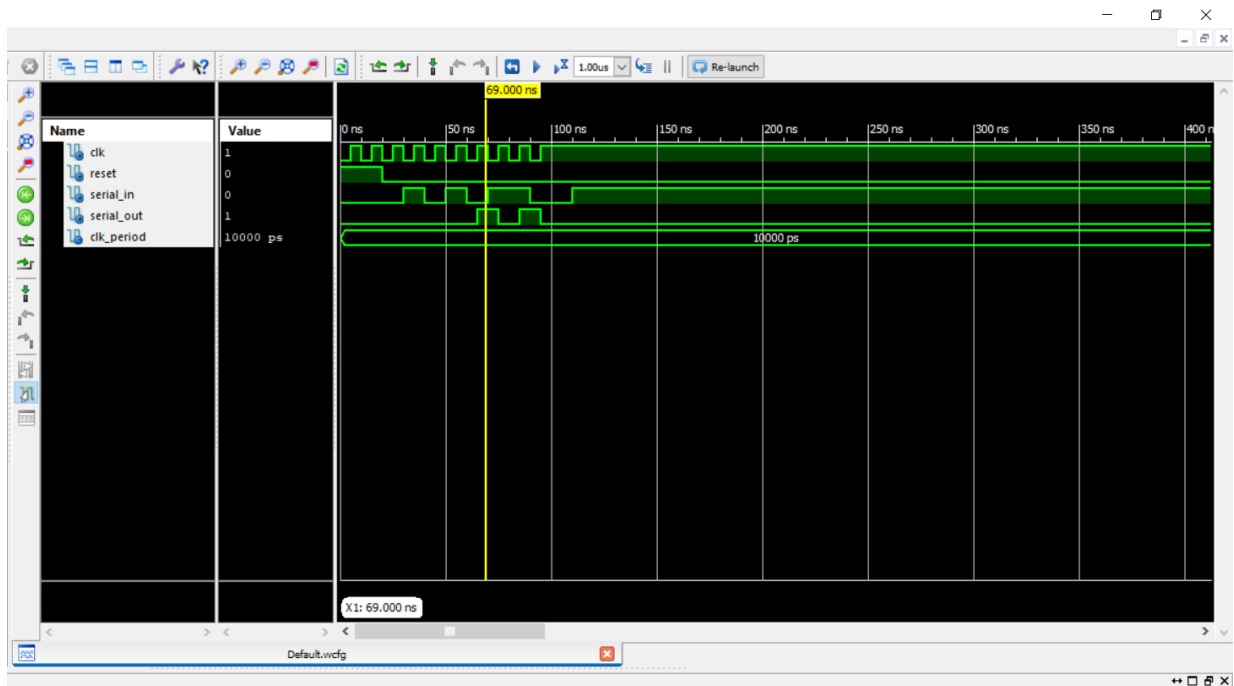 1.00us Re-launch
69.000 ns
Name Value 0 ns 50 ns 100 ns 150 ns 200 ns 250 ns 300 ns 350 ns 400 n
clk 1
reset 0
serial_in 0
serial_out 1
clk_period 10000 ps 10000 ps
X1: 69.000 ns
Default.wcfg